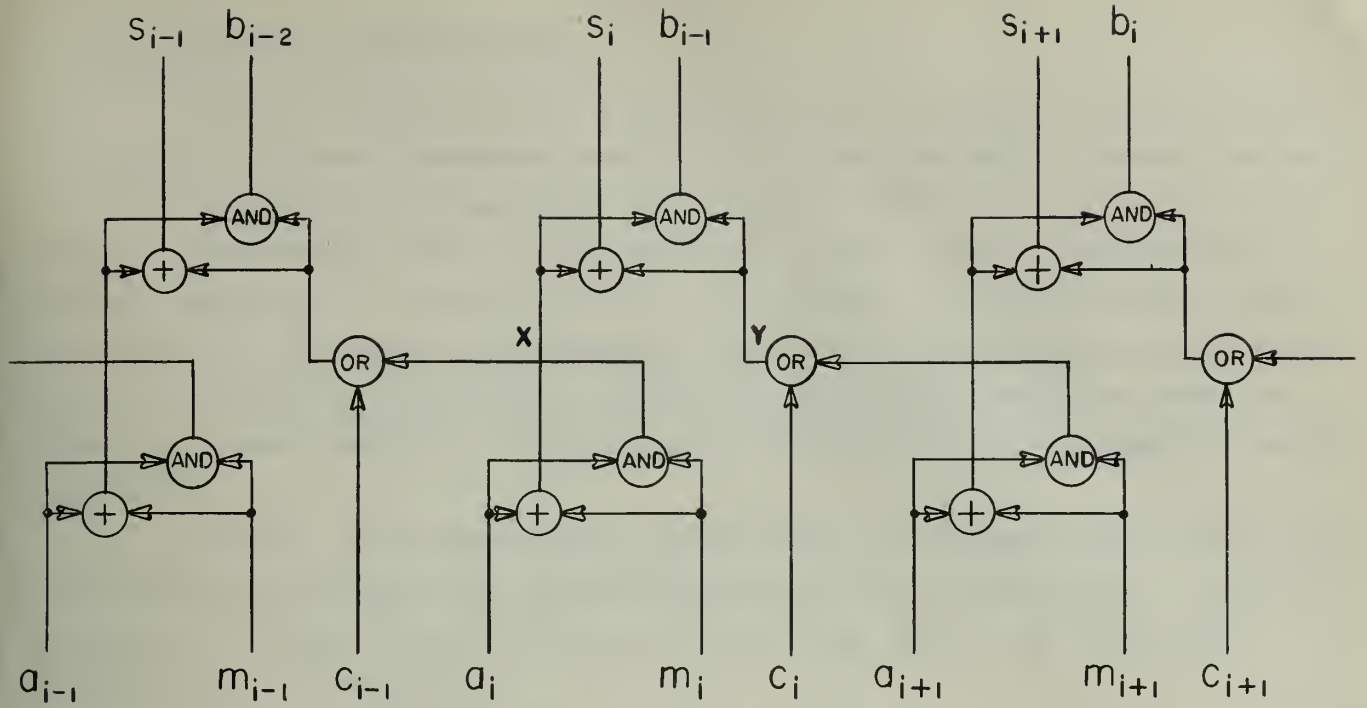 s_{i-1} b_{i-2} s_i b_{i-1} s_{i+1} b_i
AND AND AND
+ + +
X Y
OR OR OR
AND AND AND
+ + +
a_{i-1} m_{i-1} c_{i-1} a_i m_i c_i a_{i+1} m_{i+1} c_{i+1}